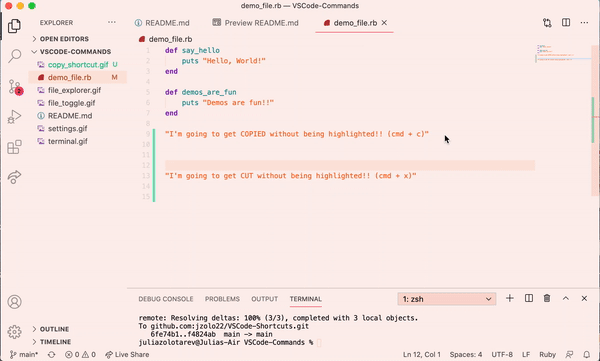 demo_file.rb — VSCode-Commands
EXPLORER
README.md
Preview README.md
demo_file.rb
OPEN EDITORS
VSCODE-COMMANDS
copy_shortcut.gif U
demo_file.rb M
file_explorer.gif
file_toggle.gif
README.md
settings.gif
terminal.gif
2
OUTLINE
TIMELINE
demo_file.rb
1 def say_hello
2 puts "Hello, World!"
3 end
4
5 def demos_are_fun
6 puts "Demos are fun!!"
7 end
8
9 "I'm going to get COPIED without being highlighted!! (cmd + c)"
10
11
12
13 "I'm going to get CUT without being highlighted!! (cmd + x)"
14
15
DEBUG CONSOLE PROBLEMS OUTPUT TERMINAL 1: zsh
remote: Resolving deltas: 100% (3/3), completed with 3 local objects.
To github.com:jzolo22/VSCode-Shortcuts.git
6fe74b1..f4824ab main -> main
juliazolotarev@Julias-Air VSCode-Commands %
main* 0 0 Live Share Ln 12, Col 1 Spaces: 4 UTF-8 LF Ruby